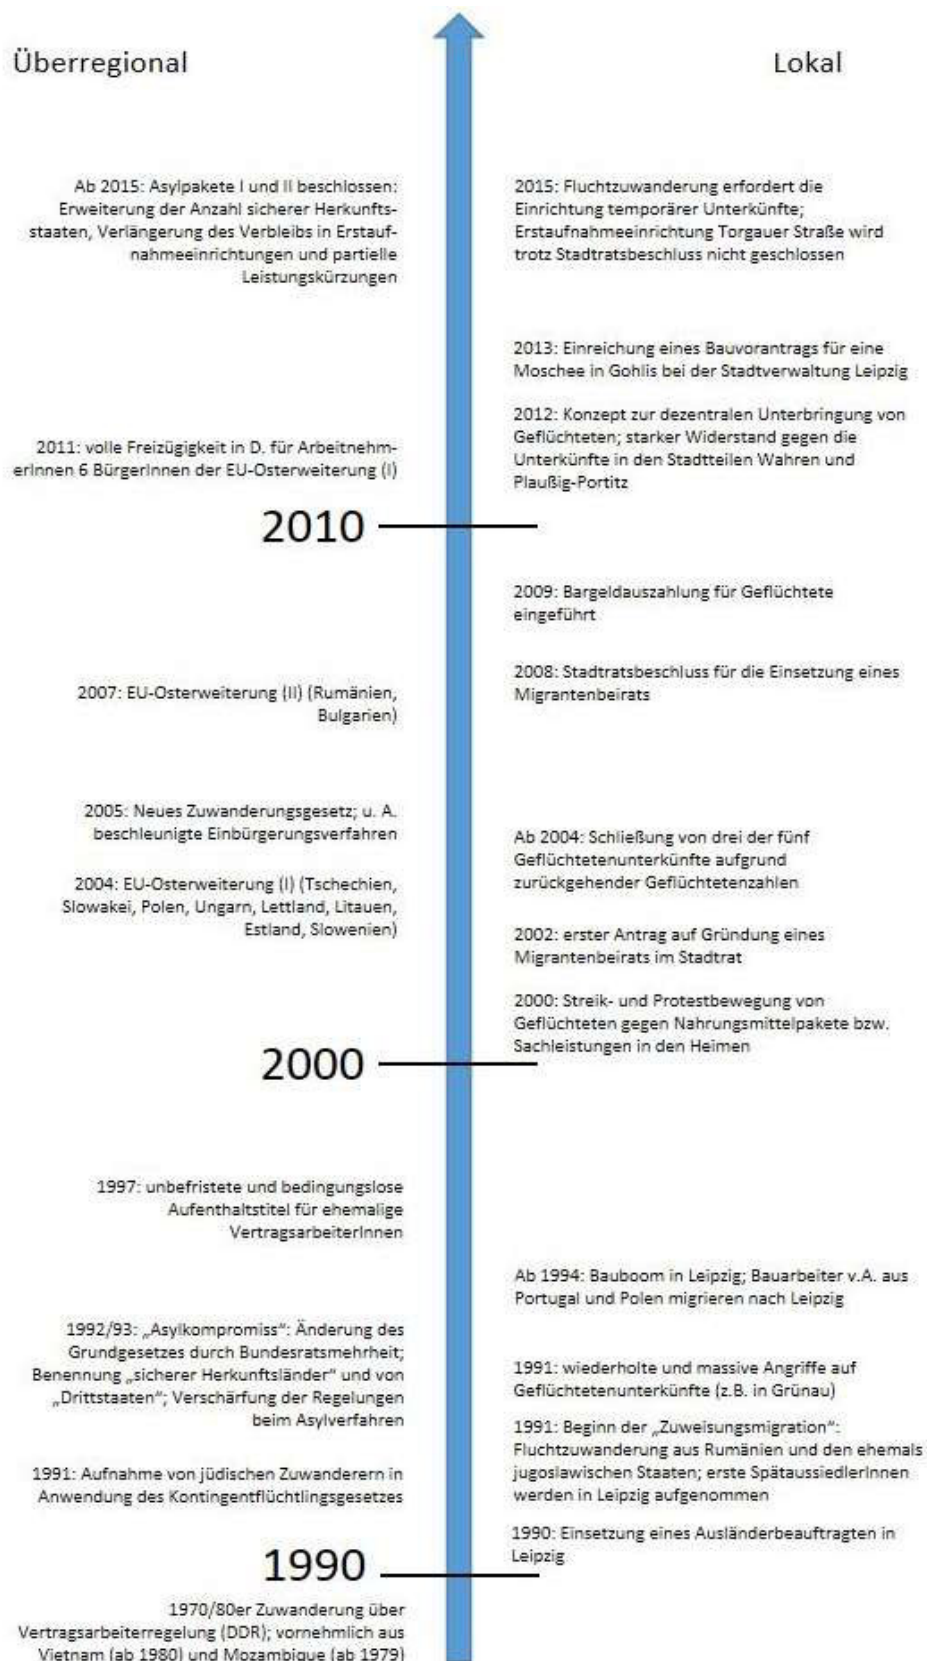 Überregional
Lokal
Ab 2015: Asylpakete I und II beschlossen:
Erweiterung der Anzahl sicherer Herkunfts-
staaten, Verlängerung des Verbleibs in Erstauf-
nahmeeinrichtungen und partielle
Leistungskürzungen
2015: Fluchtzuwanderung erfordert die
Einrichtung temporärer Unterkünfte;
Erstaufnahmeeinrichtung Torgauer Straße wird
trotz Stadtratsbeschluss nicht geschlossen
2013: Einreichung eines Bauvorantrags für eine
Moschee in Gohlis bei der Stadtverwaltung Leipzig
2012: Konzept zur dezentralen Unterbringung von
Geflüchteten; starker Widerstand gegen die
Unterkünfte in den Stadtteilen Wahren und
Plaußig-Portitz
2011: volle Freizügigkeit in D. für Arbeitnehm-
erInnen 6 BürgerInnen der EU-Osterweiterung (I)
2010
2009: Bargeldauszahlung für Geflüchtete
eingeführt
2008: Stadtratsbeschluss für die Einsetzung eines
Migrantenbeirats
2007: EU-Osterweiterung (II) (Rumänien,
Bulgarien)
2005: Neues Zuwanderungsgesetz; u. A.
beschleunigte Einbürgerungsverfahren
Ab 2004: Schließung von drei der fünf
Geflüchtetenunterkünfte aufgrund
zurückgehender Geflüchtetenzahlen
2004: EU-Osterweiterung (I) (Tschechien,
Slowakei, Polen, Ungarn, Lettland, Litauen,
Estland, Slowenien)
2002: erster Antrag auf Gründung eines
Migrantenbeirats im Stadtrat
2000: Streik- und Protestbewegung von
Geflüchteten gegen Nahrungsmittelpakete bzw.
Sachleistungen in den Heimen
2000
1997: unbefristete und bedingungslose
Aufenthaltstitel für ehemalige
VertragsarbeiterInnen
Ab 1994: Bauboom in Leipzig; Bauarbeiter v.A. aus
Portugal und Polen migrieren nach Leipzig
1992/93: „Asylkompromiss“: Änderung des
Grundgesetzes durch Bundesratsmehrheit;
Benennung „sicherer Herkunftsländer“ und von
„Drittstaaten“; Verschärfung der Regelungen
beim Asylverfahren
1991: wiederholte und massive Angriffe auf
Geflüchtetenunterkünfte (z.B. in Grünau)
1991: Beginn der „Zuweisungsmigration“:
Fluchtzuwanderung aus Rumänien und den ehemals
jugoslawischen Staaten; erste SpätaussiedlerInnen
werden in Leipzig aufgenommen
1991: Aufnahme von jüdischen Zuwanderern in
Anwendung des Kontingentflüchtlingsgesetzes
1990: Einsetzung eines Ausländerbeauftragten in
Leipzig
1990
1970/80er Zuwanderung über
Vertragsarbeiterregelung (DDR); vornehmlich aus
Vietnam (ab 1980) und Mozambique (ab 1979)